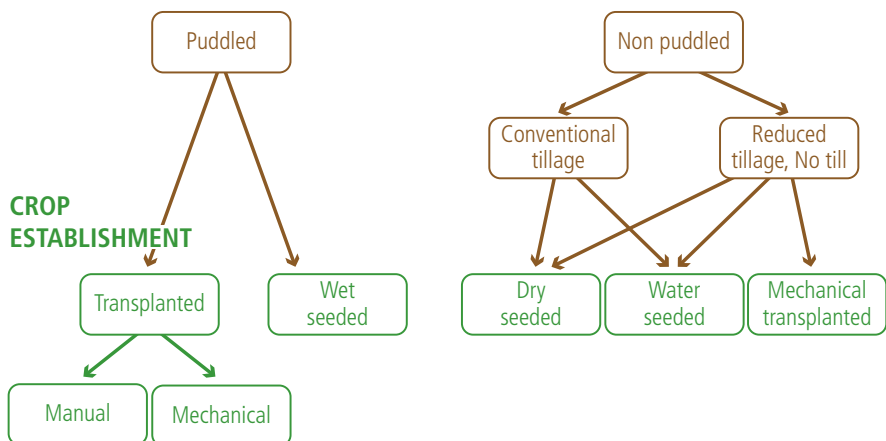 Puddled
Non puddled
Conventional
tillage
Reduced
tillage, No till
CROP
ESTABLISHMENT
Transplanted
Wet
seeded
Dry
seeded
Water
seeded
Mechanical
transplanted
Manual
Mechanical